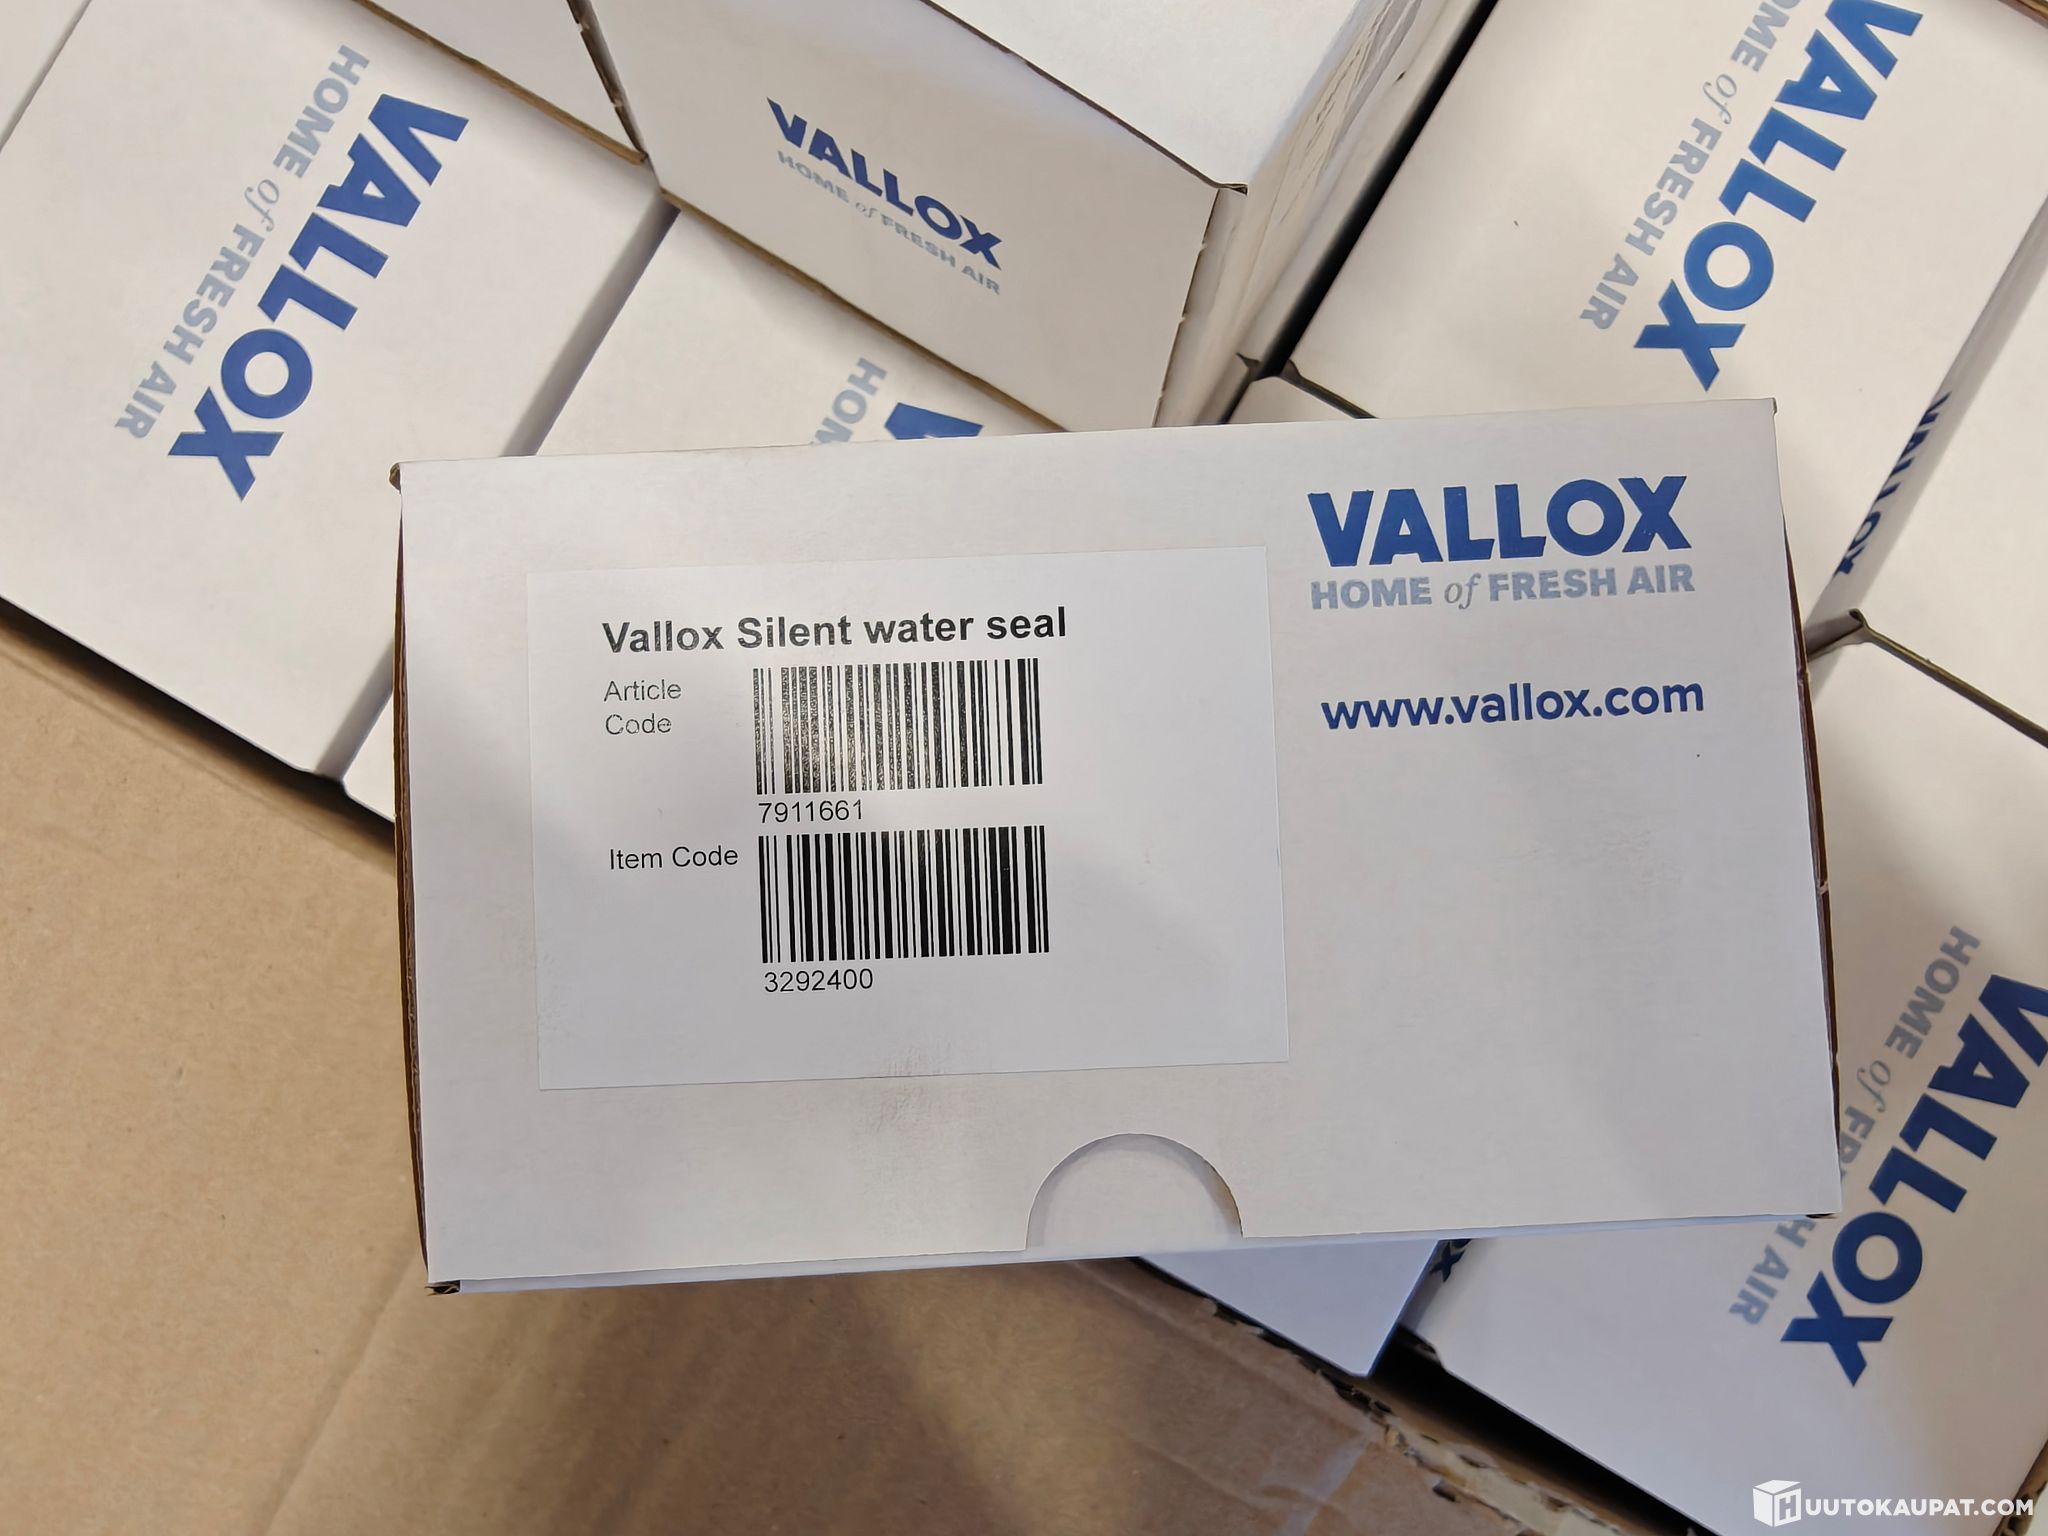 VALLOX
HOME of FRESH AIR
VALLOX
HOME of FRESH AIR
VALLOX
HOME of FRESH AIR
VALLOX
HOME of FRESH AIR
www.vallox.com
Vallox Silent water seal
Article
Code
7911661
Item Code
3292400
VALLOX
VALLOX
HOME of FRESH AIR
HUUTOKAUPAT.COM